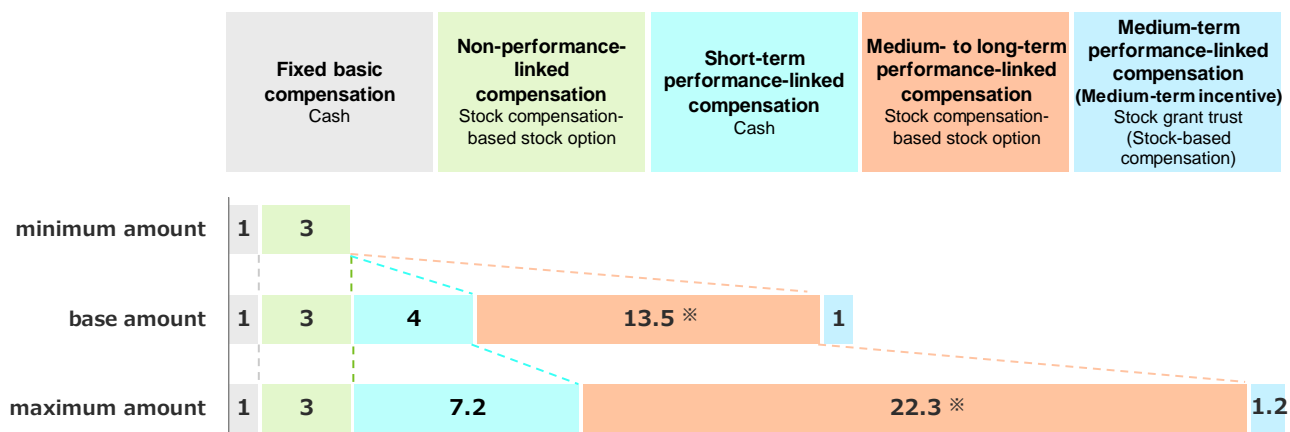 Fixed basic
compensation
Cash
Non-performance-
linked
compensation
Stock compensation-
based stock option
Short-term
performance-linked
compensation
Cash
Medium- to long-term
performance-linked
compensation
Stock compensation-
based stock option
Medium-term
performance-linked
compensation
(Medium-term incentive)
Stock grant trust
(Stock-based
compensation)
minimum amount 1 3
base amount 1 3 4 13.5 ※ 1
maximum amount 1 3 7.2 22.3 ※ 1.2